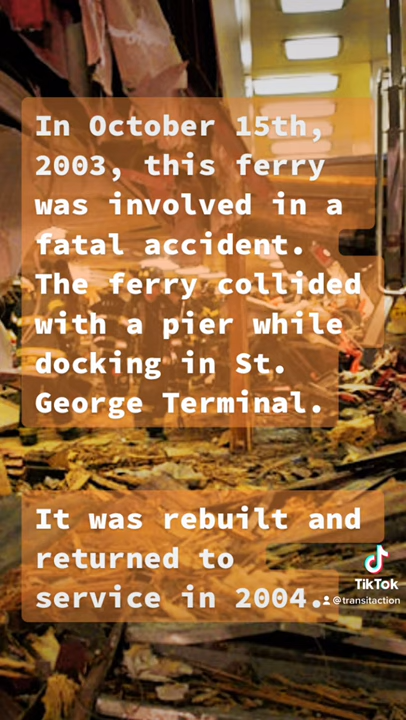 In October 15th,
2003, this ferry
was involved in a
fatal accident.
The ferry collided
with a pier while
docking in St.
George Terminal.
It was rebuilt and
returned to
service in 2004.
TikTok
@transitaction